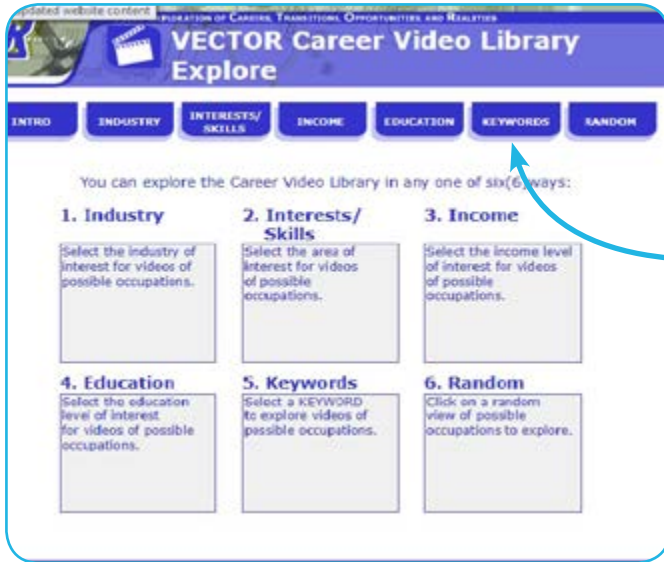 updated website content
EXPLORATION OF CAREERS, TRANSITIONS, OPPORTUNITIES AND REALITIES
VECTOR Career Video Library
Explore
INTRO
INDUSTRY
INTERESTS/
SKILLS
INCOME
EDUCATION
KEYWORDS
RANDOM
You can explore the Career Video Library in any one of six(6) ways:
1. Industry
Select the industry of
interest for videos of
possible occupations.
2. Interests/
Skills
Select the area of
interest for videos
of possible
occupations.
3. Income
Select the income level
of interest for videos
of possible
occupations.
4. Education
Select the education
level of interest
for videos of possible
occupations.
5. Keywords
Select a KEYWORD
to explore videos of
possible occupations.
6. Random
Click on a random
view of possible
occupations to explore.